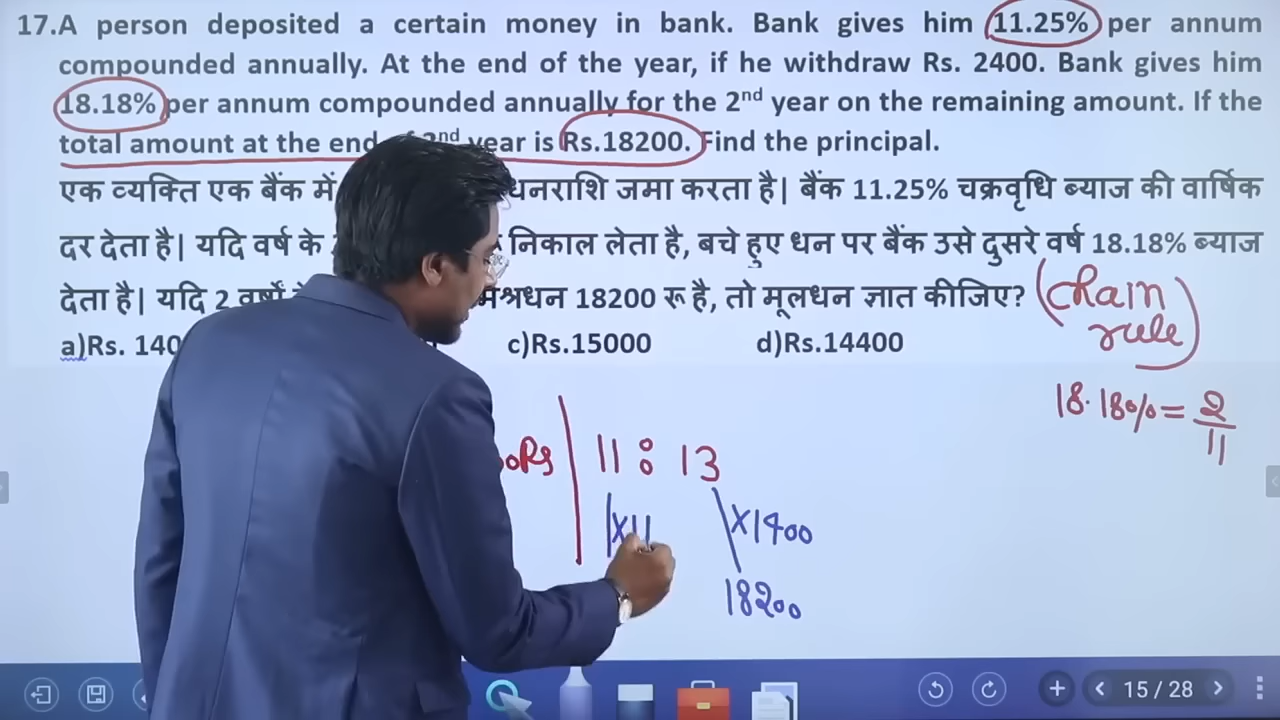 17.A person deposited a certain money in bank. Bank gives him 11.25% per annum
compounded annually. At the end of the year, if he withdraw Rs. 2400. Bank gives him
18.18% per annum compounded annually for the 2nd year on the remaining amount. If the
total amount at the end 2nd year is Rs.18200. Find the principal.
एक व्यक्ति एक बैंक में धनराशि जमा करता है| बैंक 11.25% चक्रवृधि ब्याज की वार्षिक
दर देता है| यदि वर्ष के निकाल लेता है, बचे हुए धन पर बैंक उसे दुसरे वर्ष 18.18% ब्याज
देता है| यदि 2 वर्षों 18200 रू है, तो मूलधन ज्ञात कीजिए?
(Chain rule)
a)Rs. 140 c)Rs.15000 d)Rs.14400
18.18% = 2/11
Rs 11 : 13
x1400
18200
15 / 28